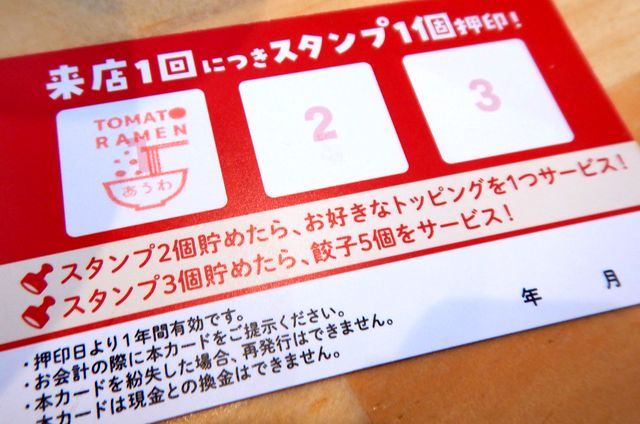 来店1回につきスタンプ1個押印！
TOMATO
RAMEN
あうわ
2
3
スタンプ2個貯めたら、お好きなトッピングを1つサービス！
スタンプ3個貯めたら、餃子5個をサービス！
年 月
・押印日より1年間有効です。
・お会計の際に本カードをご提示ください。
・本カードを紛失した場合、再発行はできません。
本カードは現金との換金はできません。